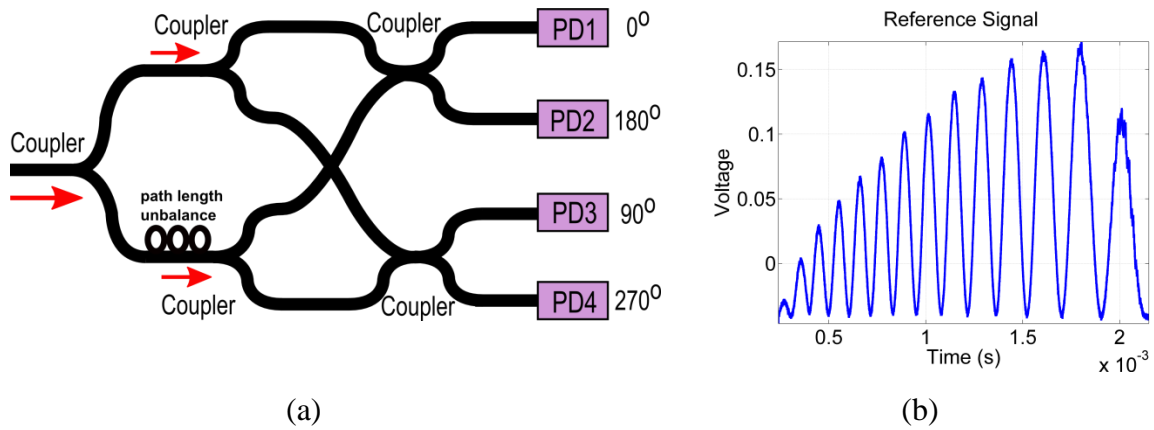 Coupler
Coupler
PD1 0°
PD2 180°
Coupler
path length
unbalance
PD3 90°
Coupler
Coupler
PD4 270°
(a)
Reference Signal
Voltage
0.15
0.1
0.05
0
0.5
1
1.5
2
Time (s)
x 10⁻³
(b)